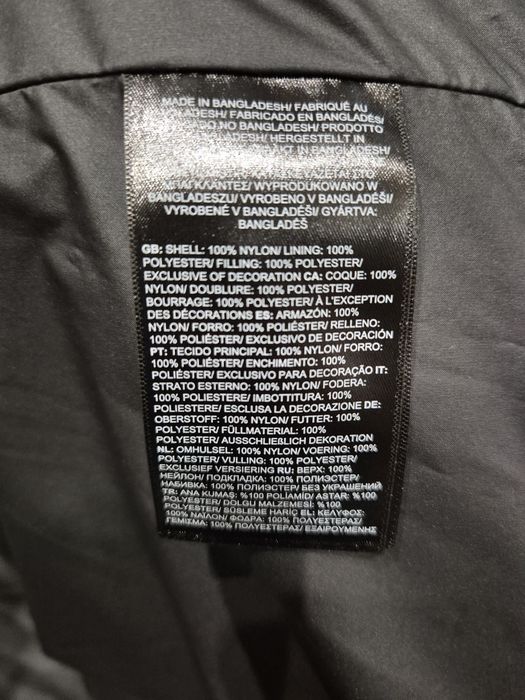 MADE IN BANGLADESH/ FABRIQUÉ AU
BANGLADESH/ FABRICADO EN BANGLADÉS/
NO BANGLADESH/ PRODOTTO
BANGLADESH/ HERGESTELLT IN
IN BANGLADESH/
ΜΠΑΓΚΛΑΝΤΕΣ/ WYPRODUKOWANO W
BANGLADESZU/ VYROBENO V BANGLADÉŠI/
VYROBENÉ V BANGLADÉŠI/ GYÁRTVA:
BANGLADÉŠ
GB: SHELL: 100% NYLON/ LINING: 100%
POLYESTER/ FILLING: 100% POLYESTER/
EXCLUSIVE OF DECORATION CA: COQUE: 100%
NYLON/ DOUBLURE: 100% POLYESTER/
BOURRAGE: 100% POLYESTER/ À L'EXCEPTION
DES DÉCORATIONS ES: ARMAZÓN: 100%
NYLON/ FORRO: 100% POLIÉSTER/ RELLENO:
100% POLIÉSTER/ EXCLUSIVO DE DECORACIÓN
PT: TECIDO PRINCIPAL: 100% NYLON/ FORRO:
100% POLIÉSTER/ ENCHIMENTO: 100%
POLIÉSTER/ EXCLUSIVO PARA DECORAÇÃO IT:
STRATO ESTERNO: 100% NYLON/ FODERA:
100% POLIESTERE/ IMBOTTITURA: 100%
POLIESTERE/ ESCLUSA LA DECORAZIONE DE:
OBERSTOFF: 100% NYLON/ FUTTER: 100%
POLYESTER/ FÜLLMATERIAL: 100%
POLYESTER/ AUSSCHLIEßLICH DEKORATION
NL: OMHULSEL: 100% NYLON/ VOERING: 100%
POLYESTER/ VULLING: 100% POLYESTER/
EXCLUSIEF VERSIERING RU: ВЕРХ: 100%
НЕЙЛОН/ ПОДКЛАДКА: 100% ПОЛИЭСТЕР/
НАБИВКА: 100% ПОЛИЭСТЕР/ БЕЗ УКРАШЕНИЙ
TR: ANA KUMAS: %100 POLİAMİD/ ASTAR: %100
POLYESTER/ DOLGU MALZEMESİ: %100
POLYESTER/ SÜSLEME HARİÇ EL: ΚΕΛΥΦΟΣ:
100% ΝΑΪΛΟΝ/ ΦΟΔΡΑ: 100% ΠΟΛΥΕΣΤΕΡΑΣ/
ΓΕΜΙΣΜΑ: 100% ΠΟΛΥΕΣΤΕΡΑΣ/ ΕΞΑΙΡΟΥΜΕΝΗΣ